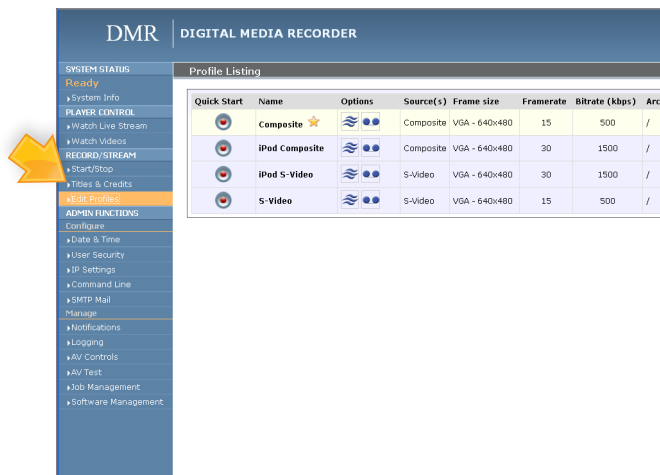 DMR
DIGITAL MEDIA RECORDER
SYSTEM STATUS
Ready
System Info
PLAYER CONTROL
Watch Live Stream
Watch Videos
RECORD/STREAM
Start/Stop
Titles & Credits
Edit Profiles
ADMIN FUNCTIONS
Configure
Date & Time
User Security
IP Settings
Command Line
SMTP Mail
Manage
Notifications
Logging
AV Controls
AV Test
Job Management
Software Management
Profile Listing
Quick Start Name Options Source(s) Frame size Framerate Bitrate (kbps) Arc
Composite Composite VGA - 640x480 15 500 /
iPod Composite Composite VGA - 640x480 30 1500 /
iPod S-Video S-Video VGA - 640x480 30 1500 /
S-Video S-Video VGA - 640x480 15 500 /